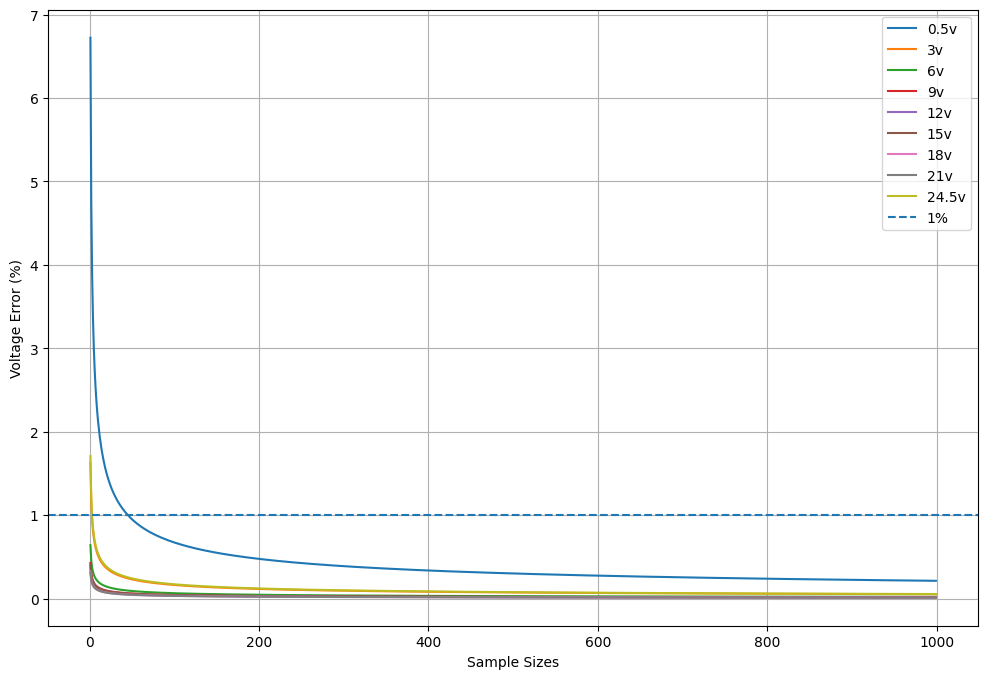 7
6
5
4
3
2
1
0
Voltage Error (%)
0
200
400
600
800
1000
Sample Sizes
0.5v
3v
6v
9v
12v
15v
18v
21v
24.5v
1%